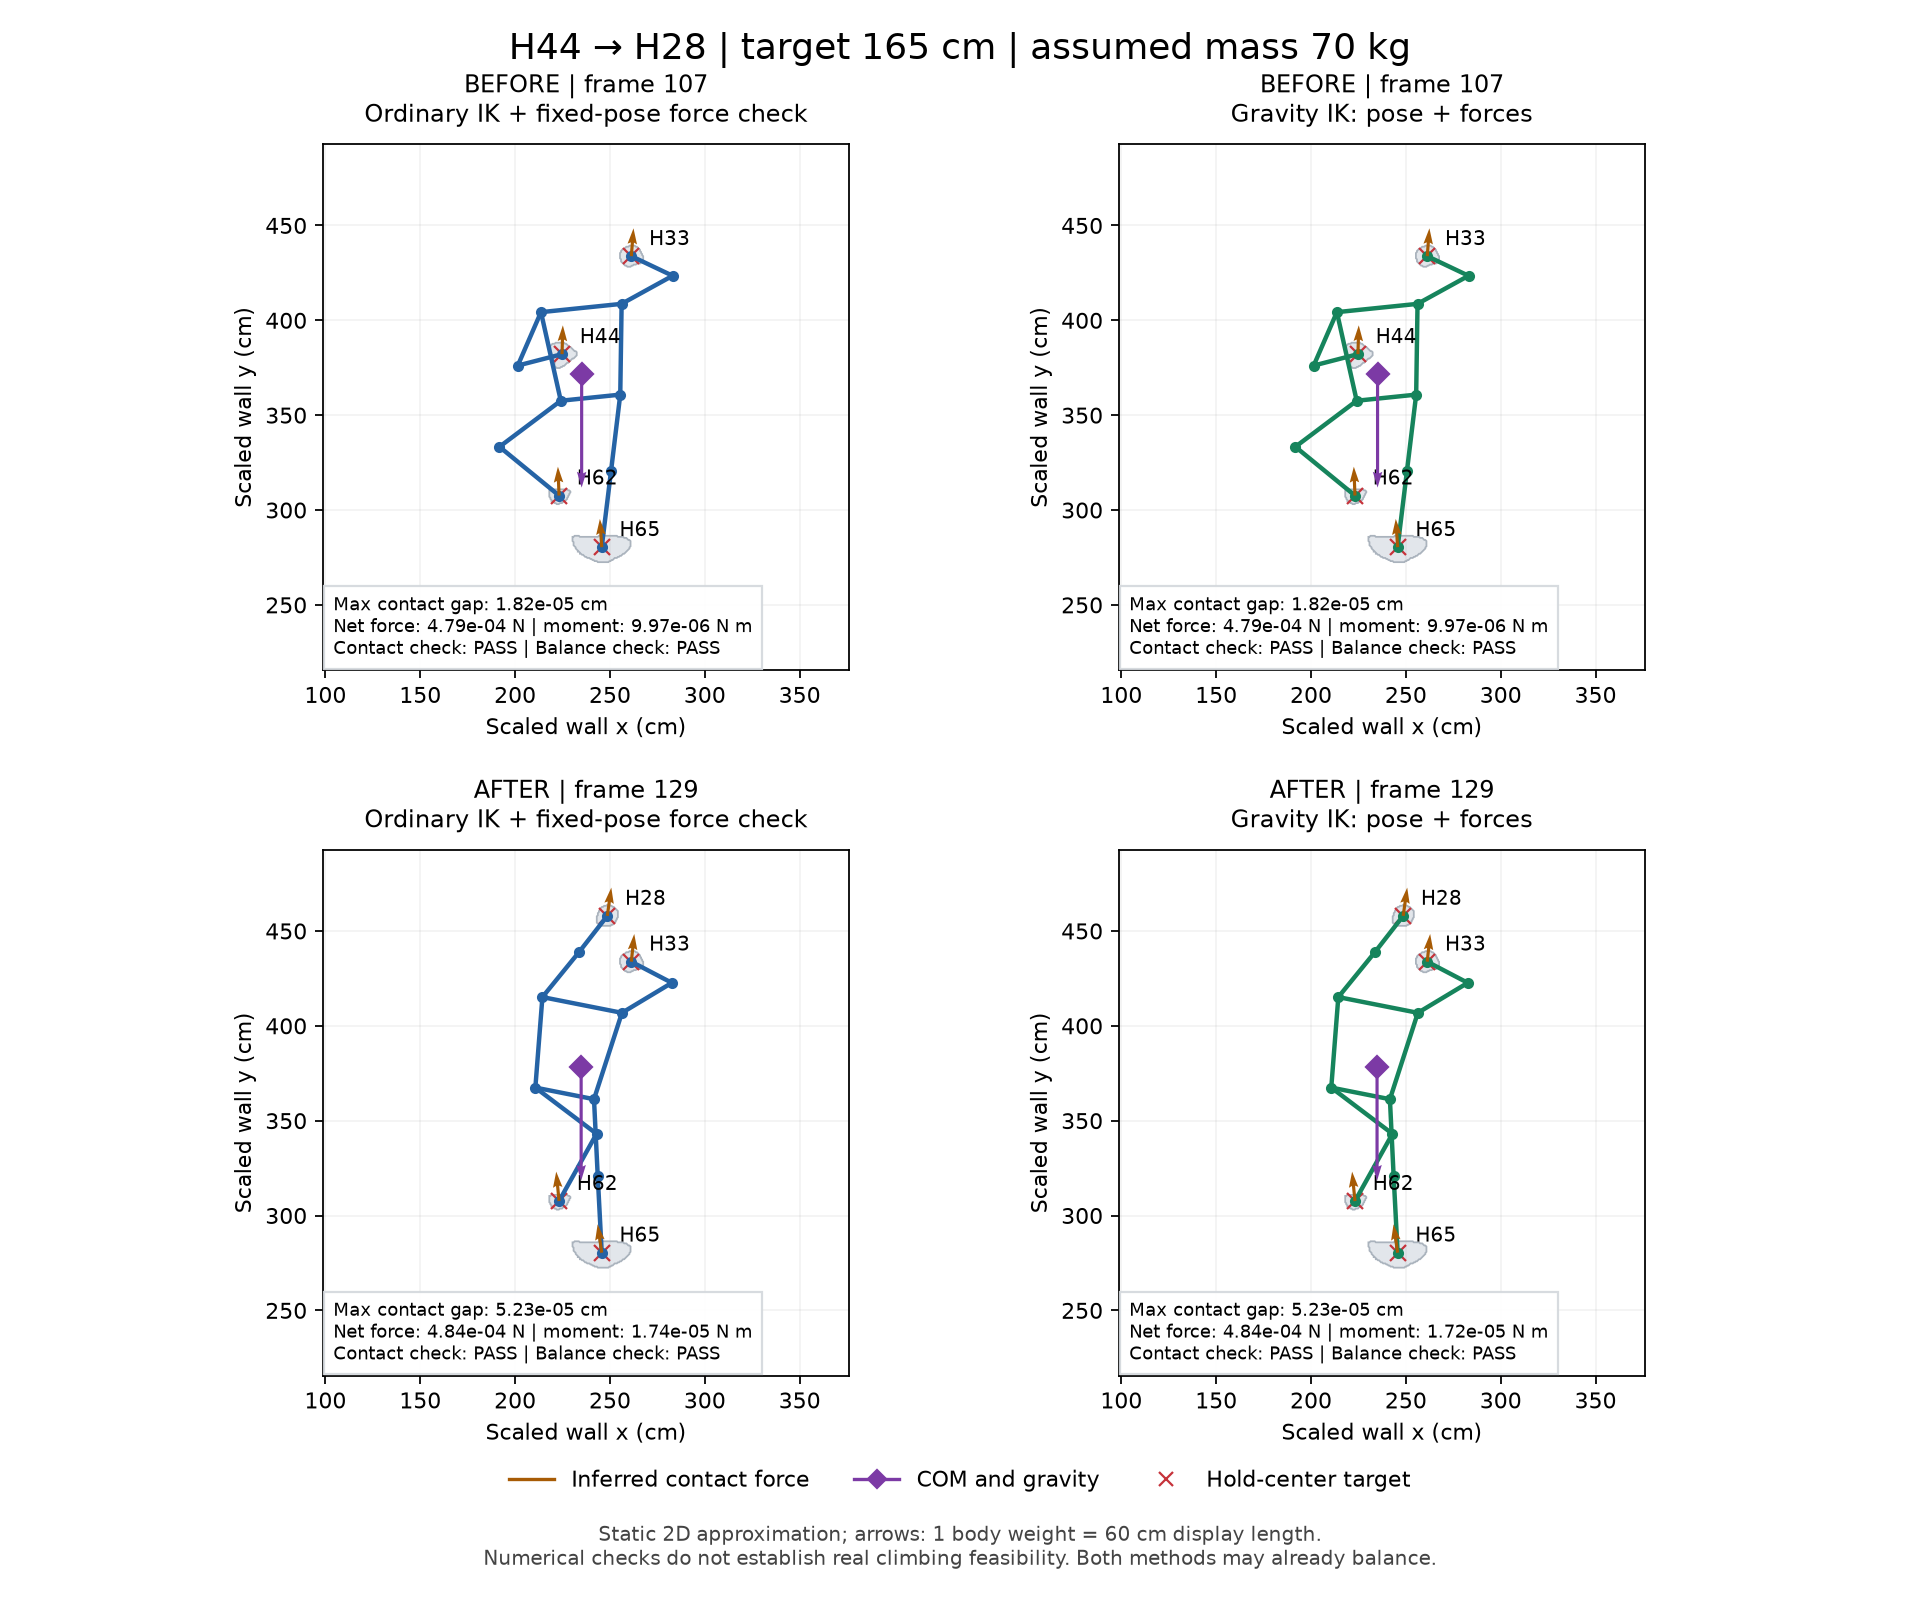 H44 → H28 | target 165 cm | assumed mass 70 kg
BEFORE | frame 107
Ordinary IK + fixed-pose force check
450
400
350
300
250
100 150 200 250 300 350
Scaled wall y (cm)
Scaled wall x (cm)
H33
H44
H62
H65
Max contact gap: 1.82e-05 cm
Net force: 4.79e-04 N | moment: 9.97e-06 N m
Contact check: PASS | Balance check: PASS
BEFORE | frame 107
Gravity IK: pose + forces
450
400
350
300
250
100 150 200 250 300 350
Scaled wall y (cm)
Scaled wall x (cm)
H33
H44
H62
H65
Max contact gap: 1.82e-05 cm
Net force: 4.79e-04 N | moment: 9.97e-06 N m
Contact check: PASS | Balance check: PASS
AFTER | frame 129
Ordinary IK + fixed-pose force check
450
400
350
300
250
100 150 200 250 300 350
Scaled wall y (cm)
Scaled wall x (cm)
H28
H33
H62
H65
Max contact gap: 5.23e-05 cm
Net force: 4.84e-04 N | moment: 1.74e-05 N m
Contact check: PASS | Balance check: PASS
AFTER | frame 129
Gravity IK: pose + forces
450
400
350
300
250
100 150 200 250 300 350
Scaled wall y (cm)
Scaled wall x (cm)
H28
H33
H62
H65
Max contact gap: 5.23e-05 cm
Net force: 4.84e-04 N | moment: 1.72e-05 N m
Contact check: PASS | Balance check: PASS
Inferred contact force
COM and gravity
Hold-center target
Static 2D approximation; arrows: 1 body weight = 60 cm display length.
Numerical checks do not establish real climbing feasibility. Both methods may already balance.